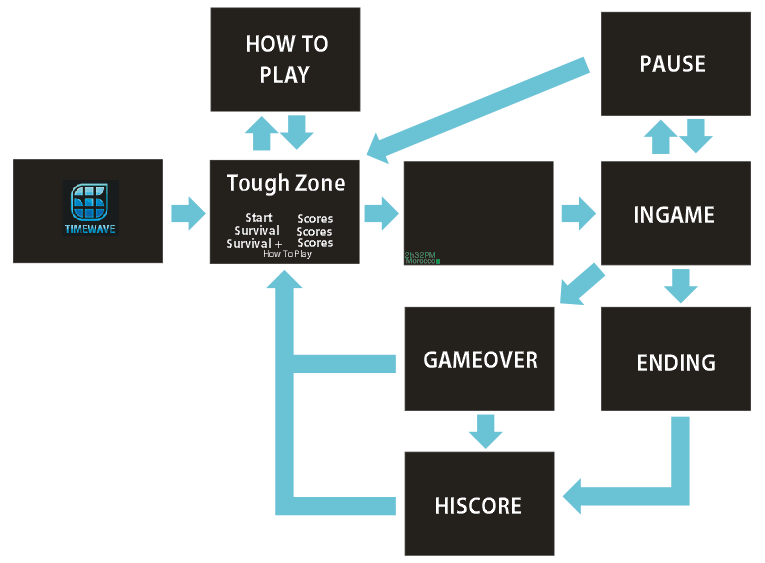 HOW TO
PLAY
PAUSE
TIMEWAVE
Tough Zone
Start Scores
Survival Scores
Survival + Scores
How To Play
2h32PM
Morocco
INGAME
GAMEOVER
ENDING
HISCORE